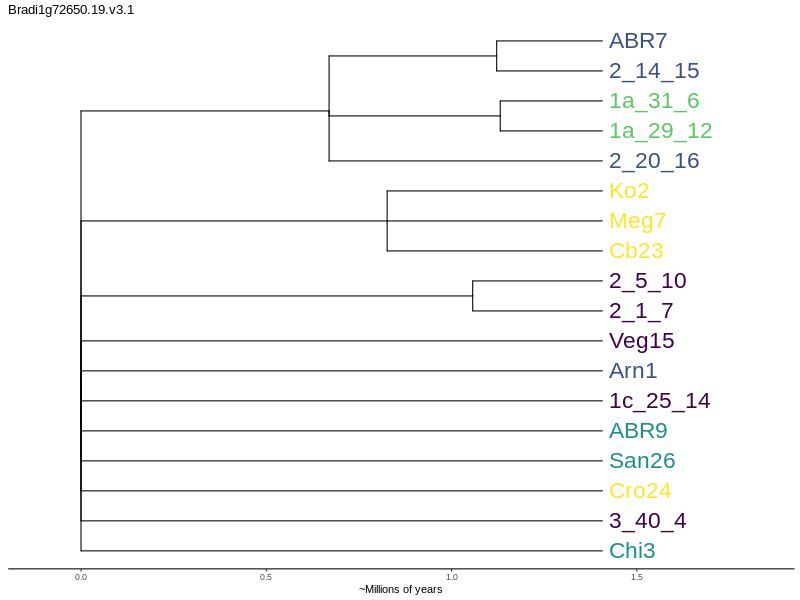 Bradi1g72650.19.v3.1
ABR7
2_14_15
1a_31_6
1a_29_12
2_20_16
Ko2
Meg7
Cb23
2_5_10
2_1_7
Veg15
Arn1
1c_25_14
ABR9
San26
Cro24
3_40_4
Chi3
0.0 0.5 1.0 1.5
~Millions of years